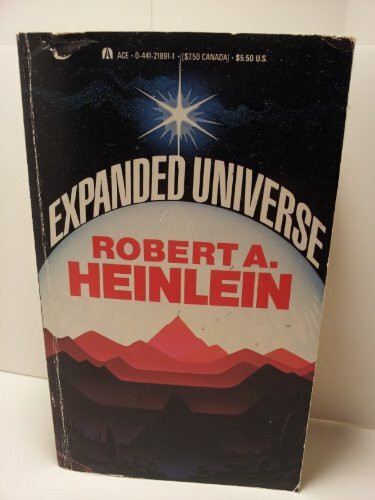 ACE • 0-441-21891-1 • [$7.50 CANADA] • $5.50 U.S.
EXPANDED UNIVERSE
ROBERT A.
HEINLEIN